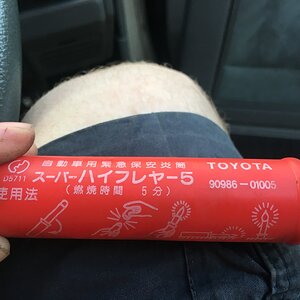 自動車用緊急保安炎筒
TOYOTA
D5711
スーパーハイフレヤー5
90986-01005
使用法
(燃焼時間 5分)